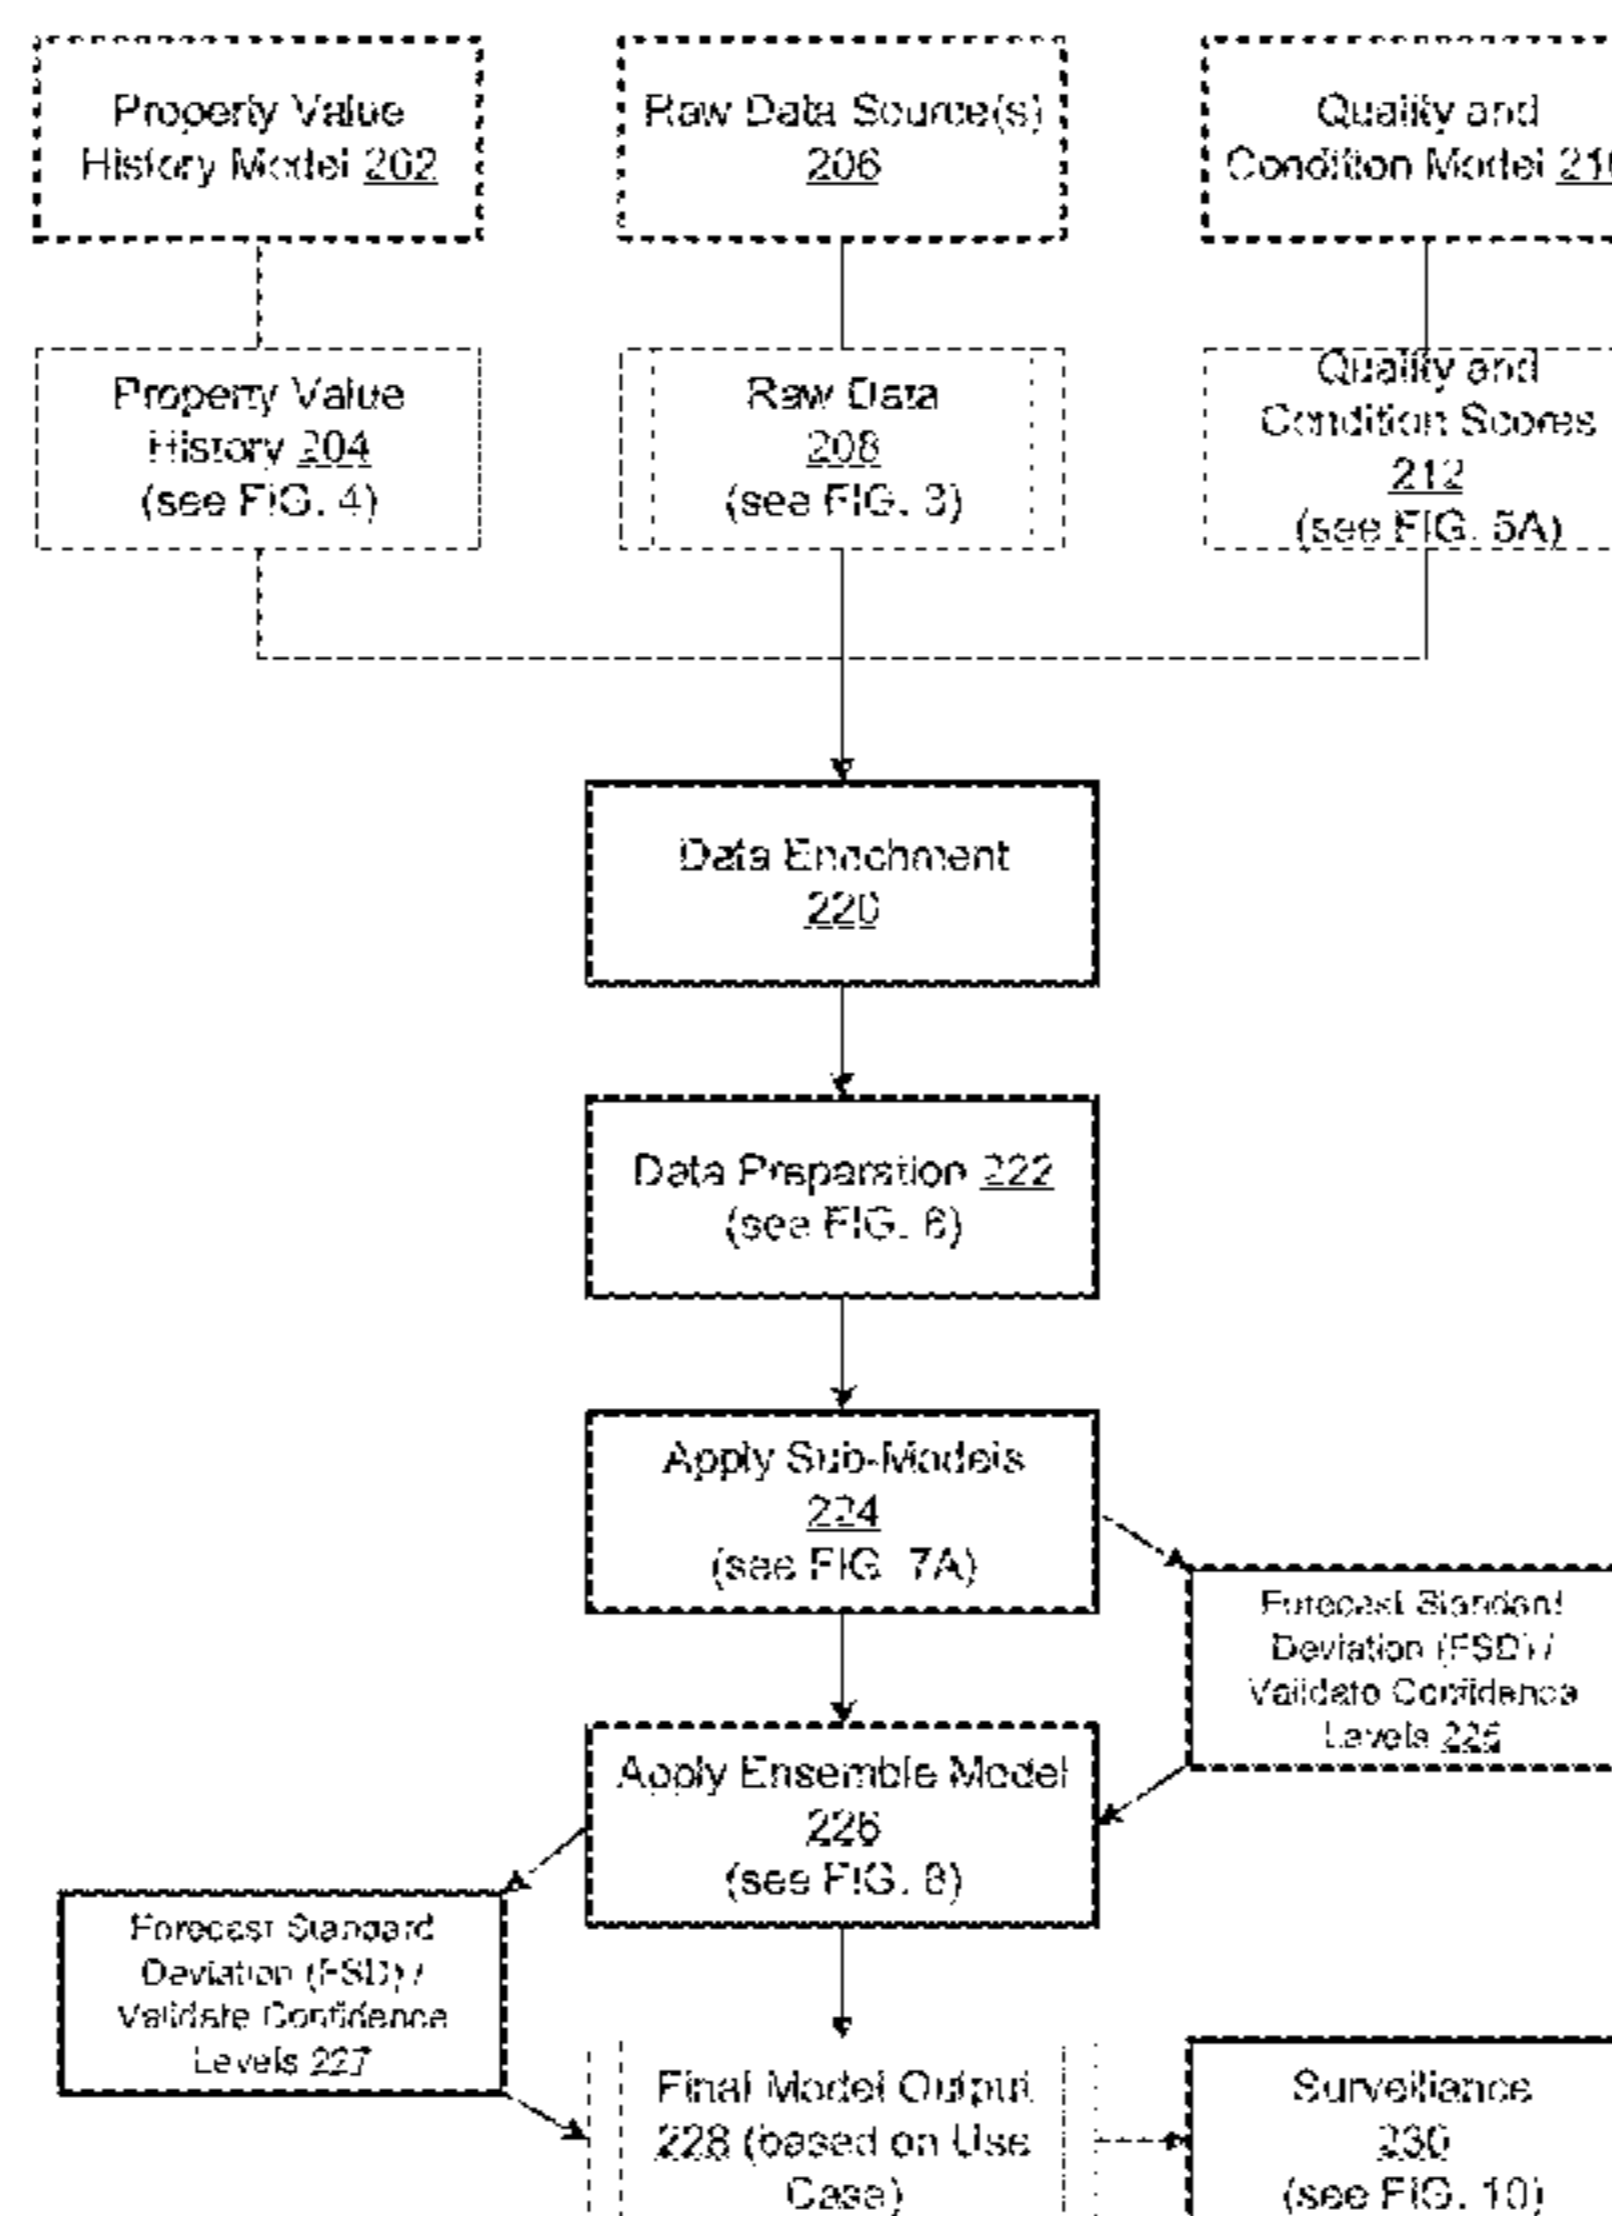 Property Value
History Model 202
Raw Data Source(s)
206
Quality and
Condition Model
Property Value
History 204
(see FIG. 4)
Raw Data
208
(see FIG. 3)
Quality and
Condition Scores
212
(see FIG. 5A)
Data Enrichment
220
Data Preparation 222
(see FIG. 6)
Apply Sub-Models
224
(see FIG. 7A)
Forecast Standard
Deviation (FSD) /
Validate Confidence
Levels 225
Apply Ensemble Model
226
(see FIG. 8)
Forecast Standard
Deviation (FSD) /
Validate Confidence
Levels 227
Final Model Output
228 (based on Use
Case)
Surveillance
230
(see FIG. 10)